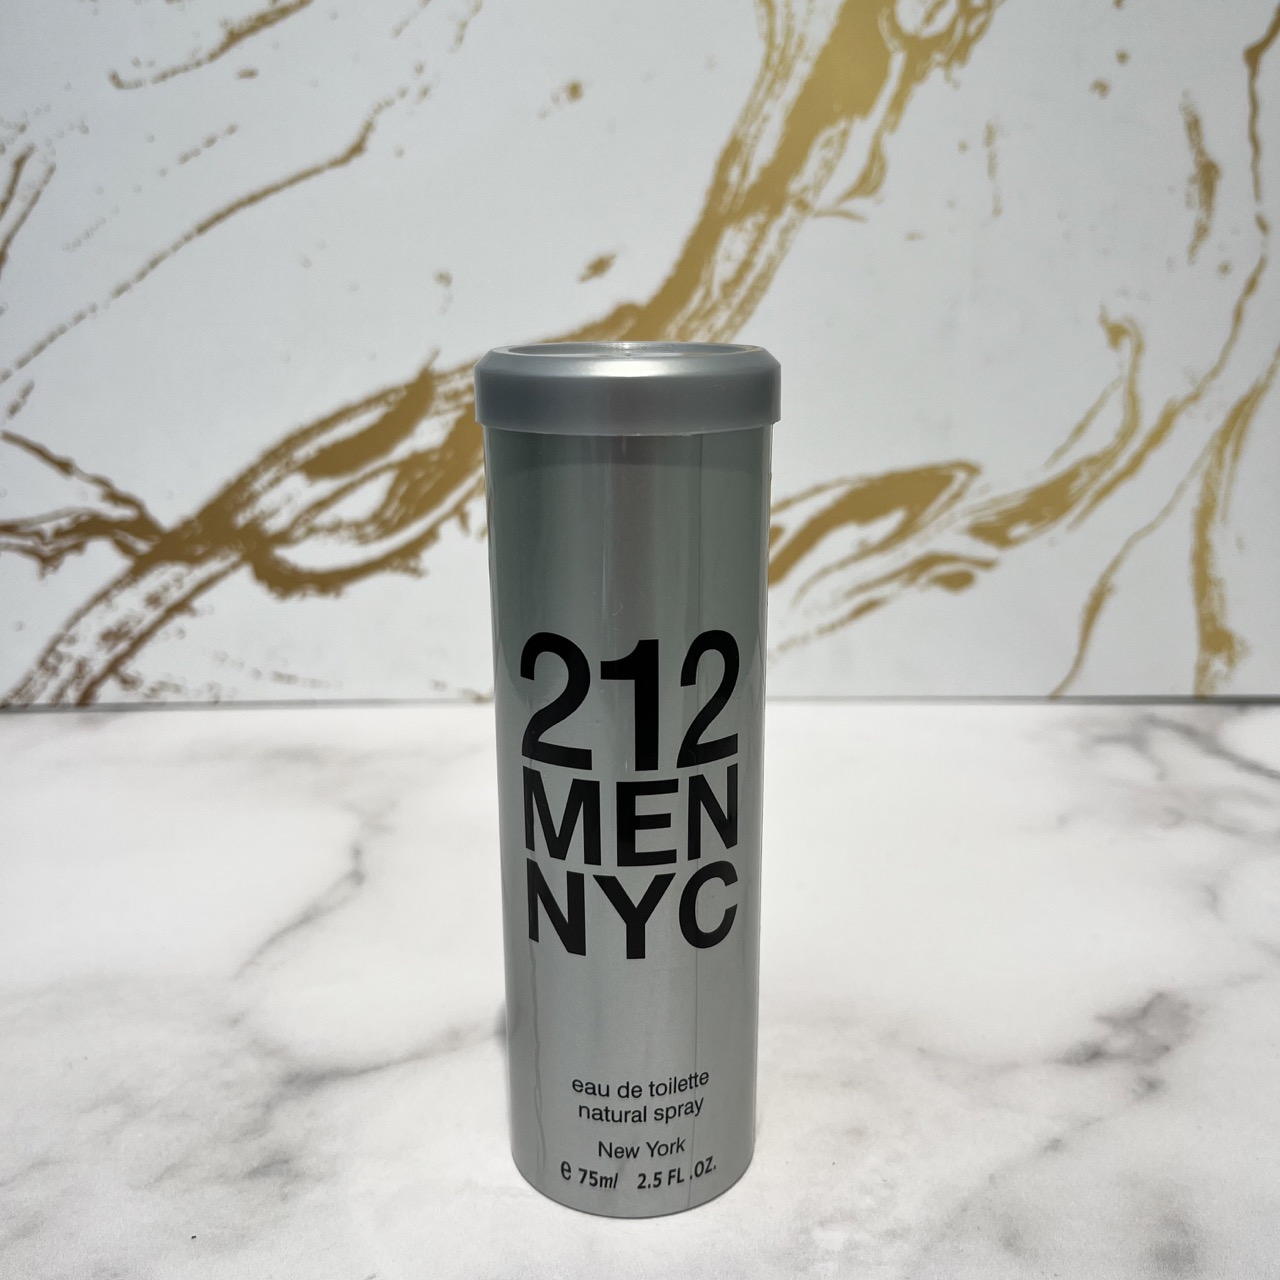 212
MEN
NYC
eau de toilette
natural spray
New York
℮ 75ml 2.5 FL .OZ.